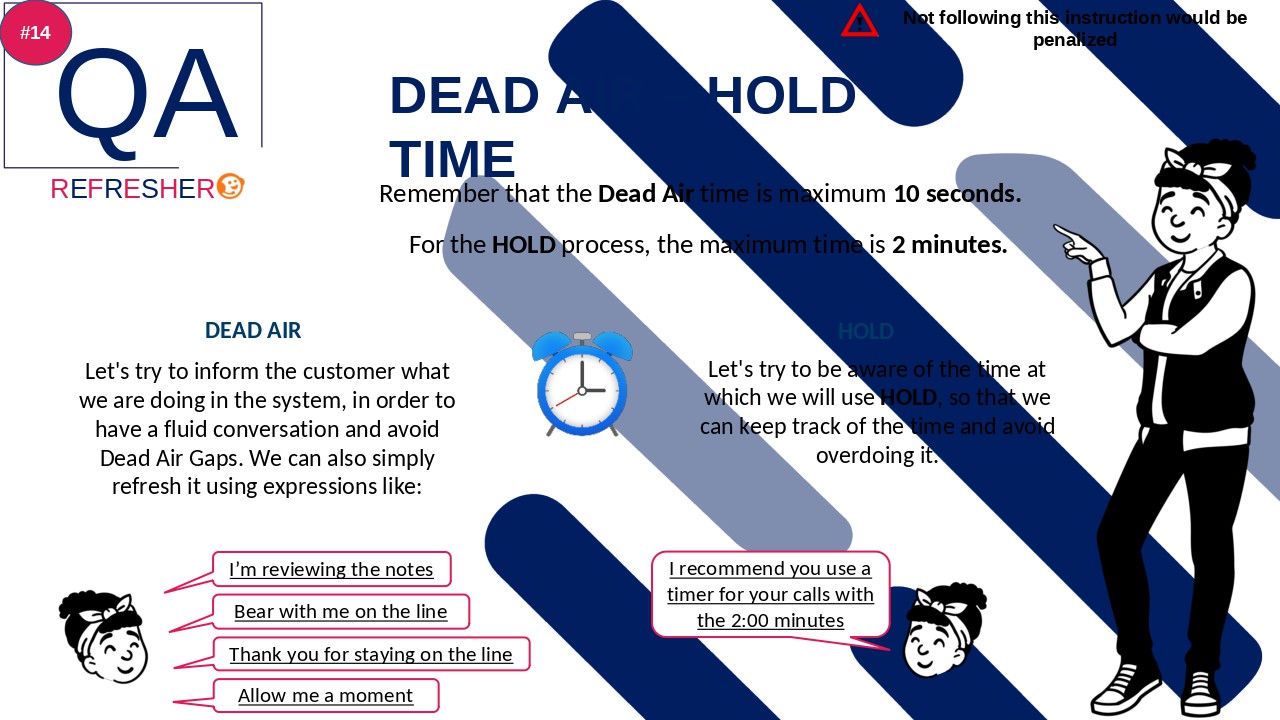 #14
QA
REFRESHER
Not following this instruction would be
penalized
DEAD AIR – HOLD
TIME
Remember that the Dead Air time is maximum 10 seconds.
For the HOLD process, the maximum time is 2 minutes.
DEAD AIR
Let's try to inform the customer what
we are doing in the system, in order to
have a fluid conversation and avoid
Dead Air Gaps. We can also simply
refresh it using expressions like:
HOLD
Let's try to be aware of the time at
which we will use HOLD, so that we
can keep track of the time and avoid
overdoing it.
I’m reviewing the notes
Bear with me on the line
Thank you for staying on the line
Allow me a moment
I recommend you use a
timer for your calls with
the 2:00 minutes